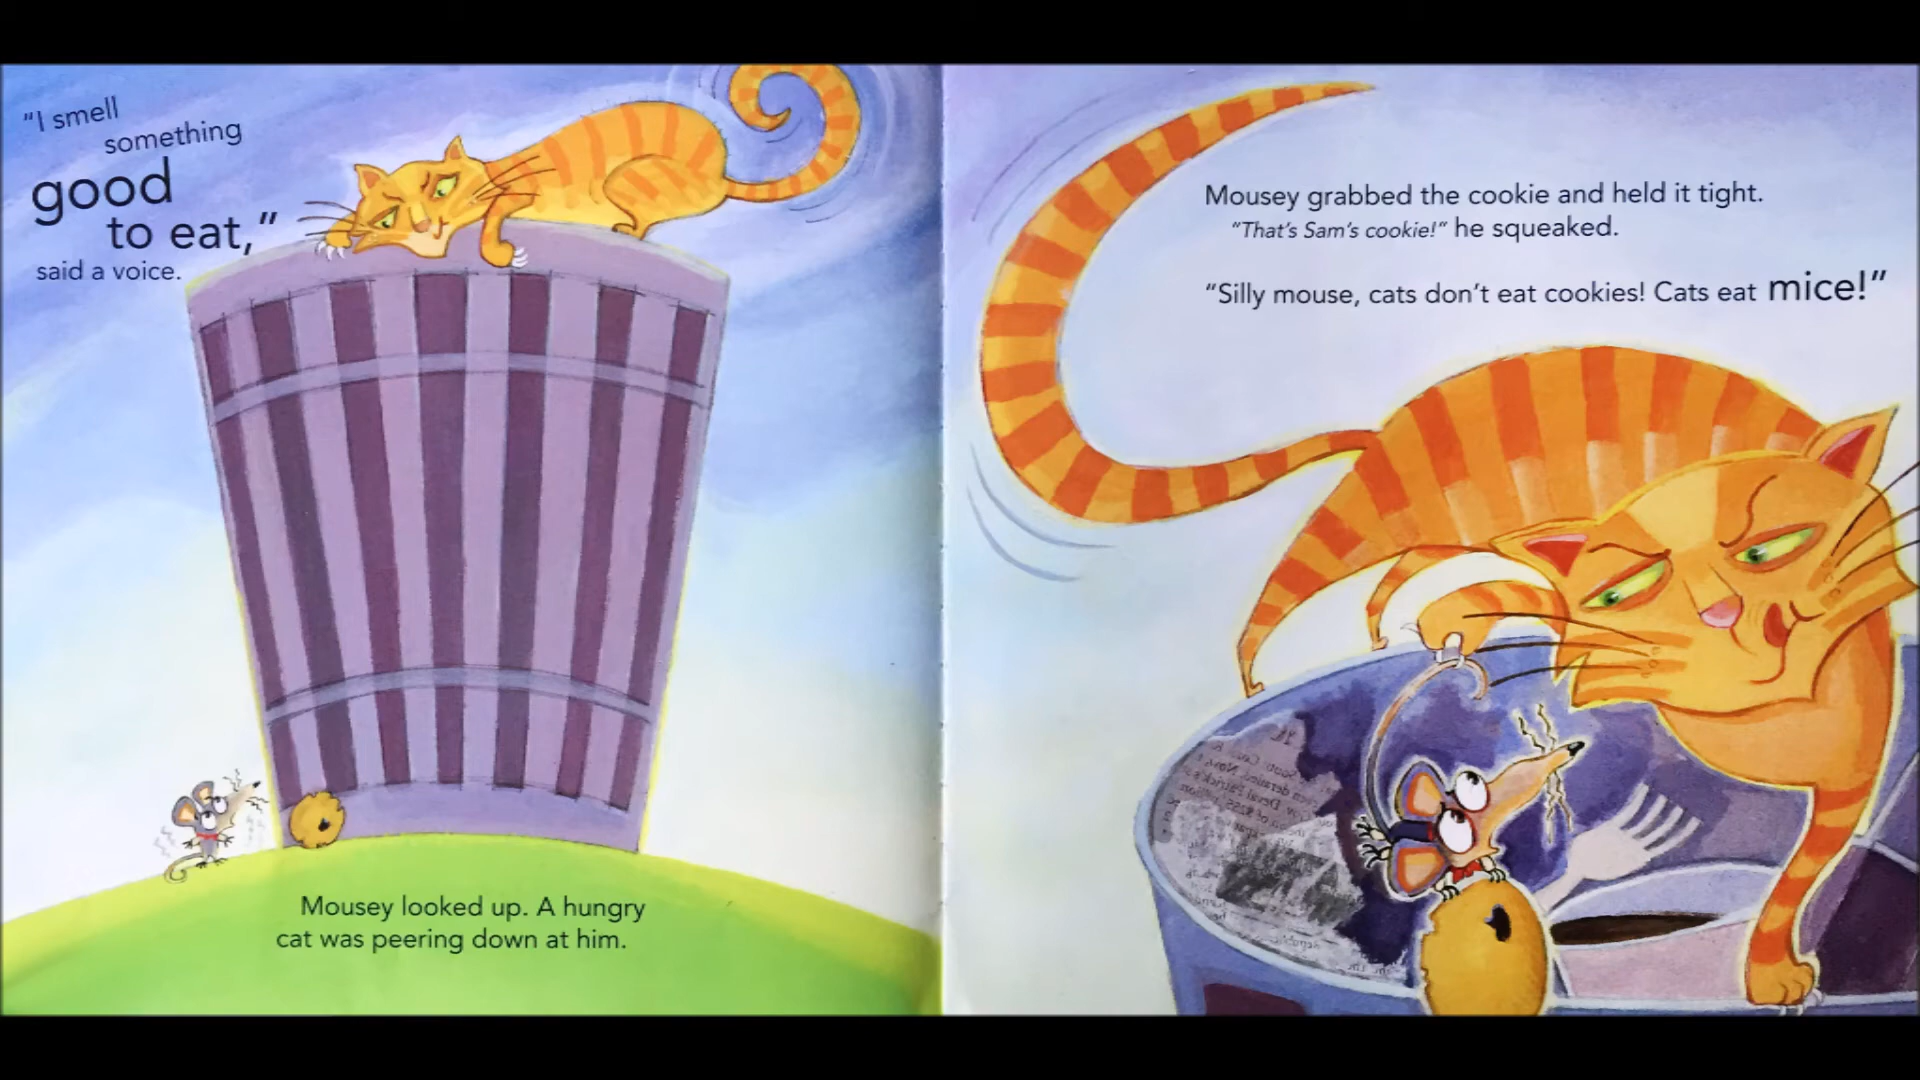 "I smell
something
good
to eat,"
said a voice.
Mousey looked up. A hungry
cat was peering down at him.
Mousey grabbed the cookie and held it tight.
"That's Sam's cookie!" he squeaked.
"Silly mouse, cats don't eat cookies! Cats eat mice!"